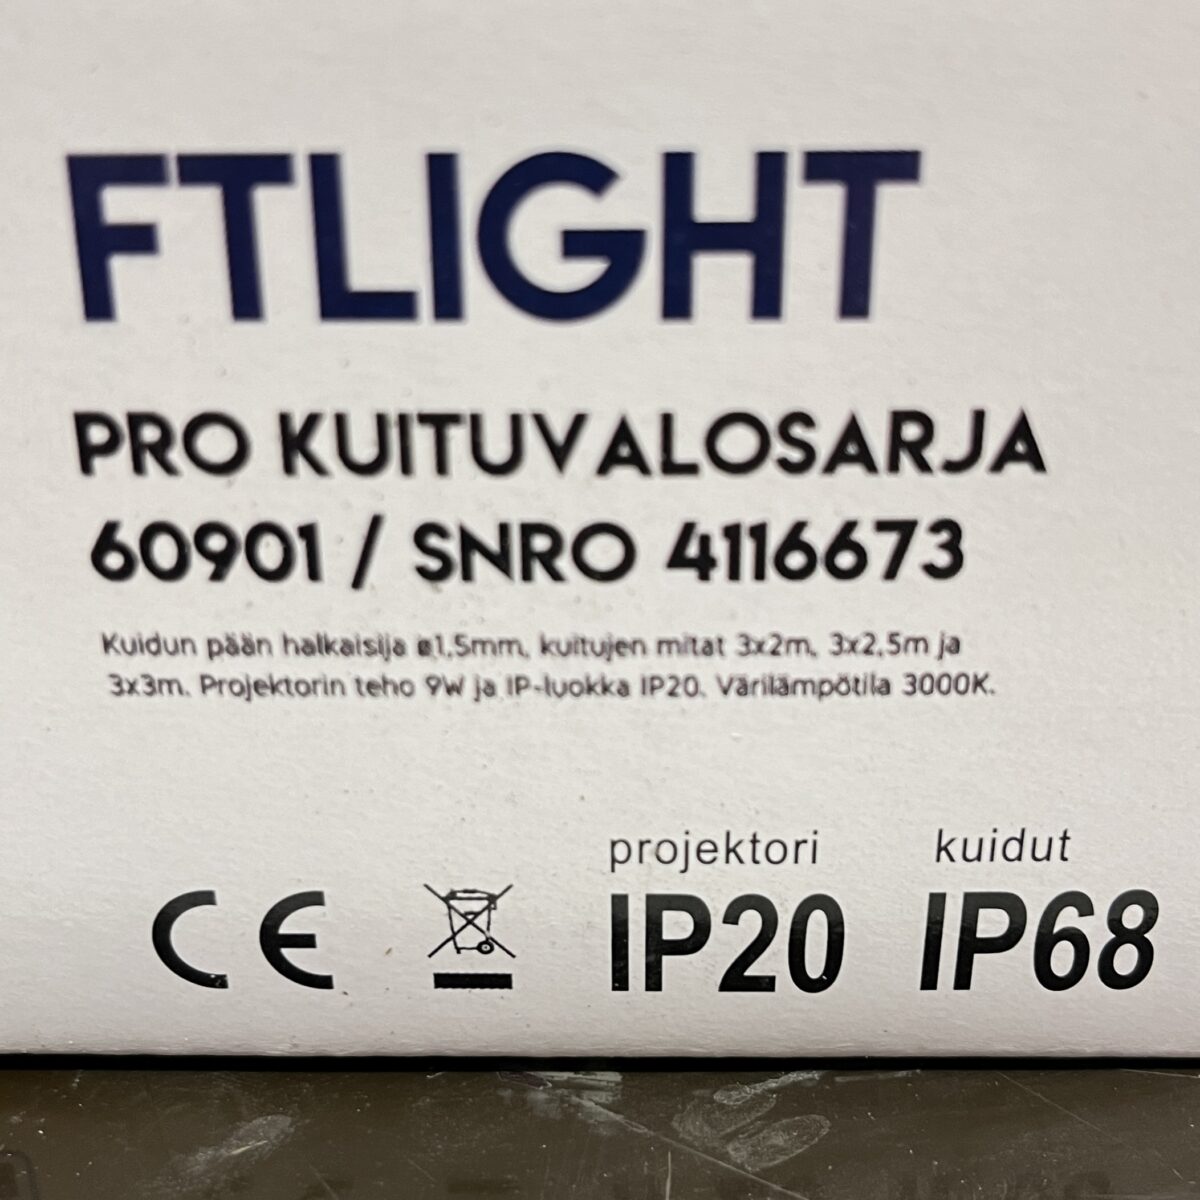 FTLIGHT
PRO KUITUVALOSARJA
60901 / SNRO 4116673
Kuidun pään halkaisija ø1,5mm, kuitujen mitat 3x2m, 3x2,5m ja
3x3m. Projektorin teho 9W ja IP-luokka IP20. Värilämpötila 3000K.
projektori kuidut
CE IP20 IP68